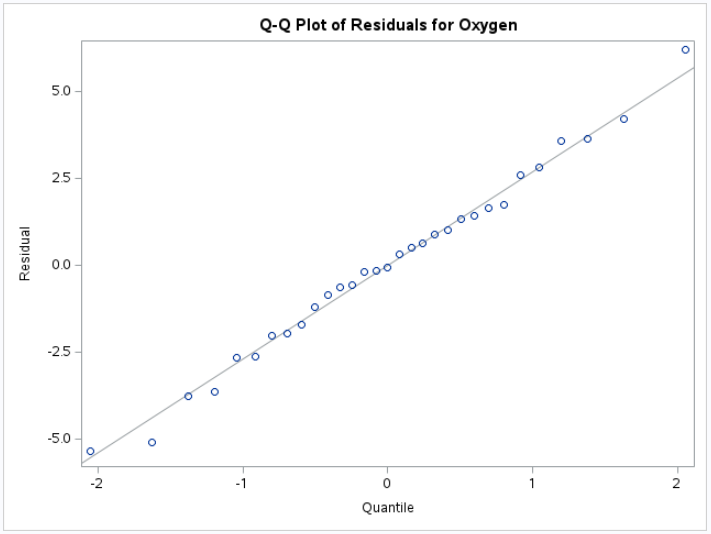 Q-Q Plot of Residuals for Oxygen
5.0
2.5
0.0
-2.5
-5.0
Residual
-2 -1 0 1 2
Quantile